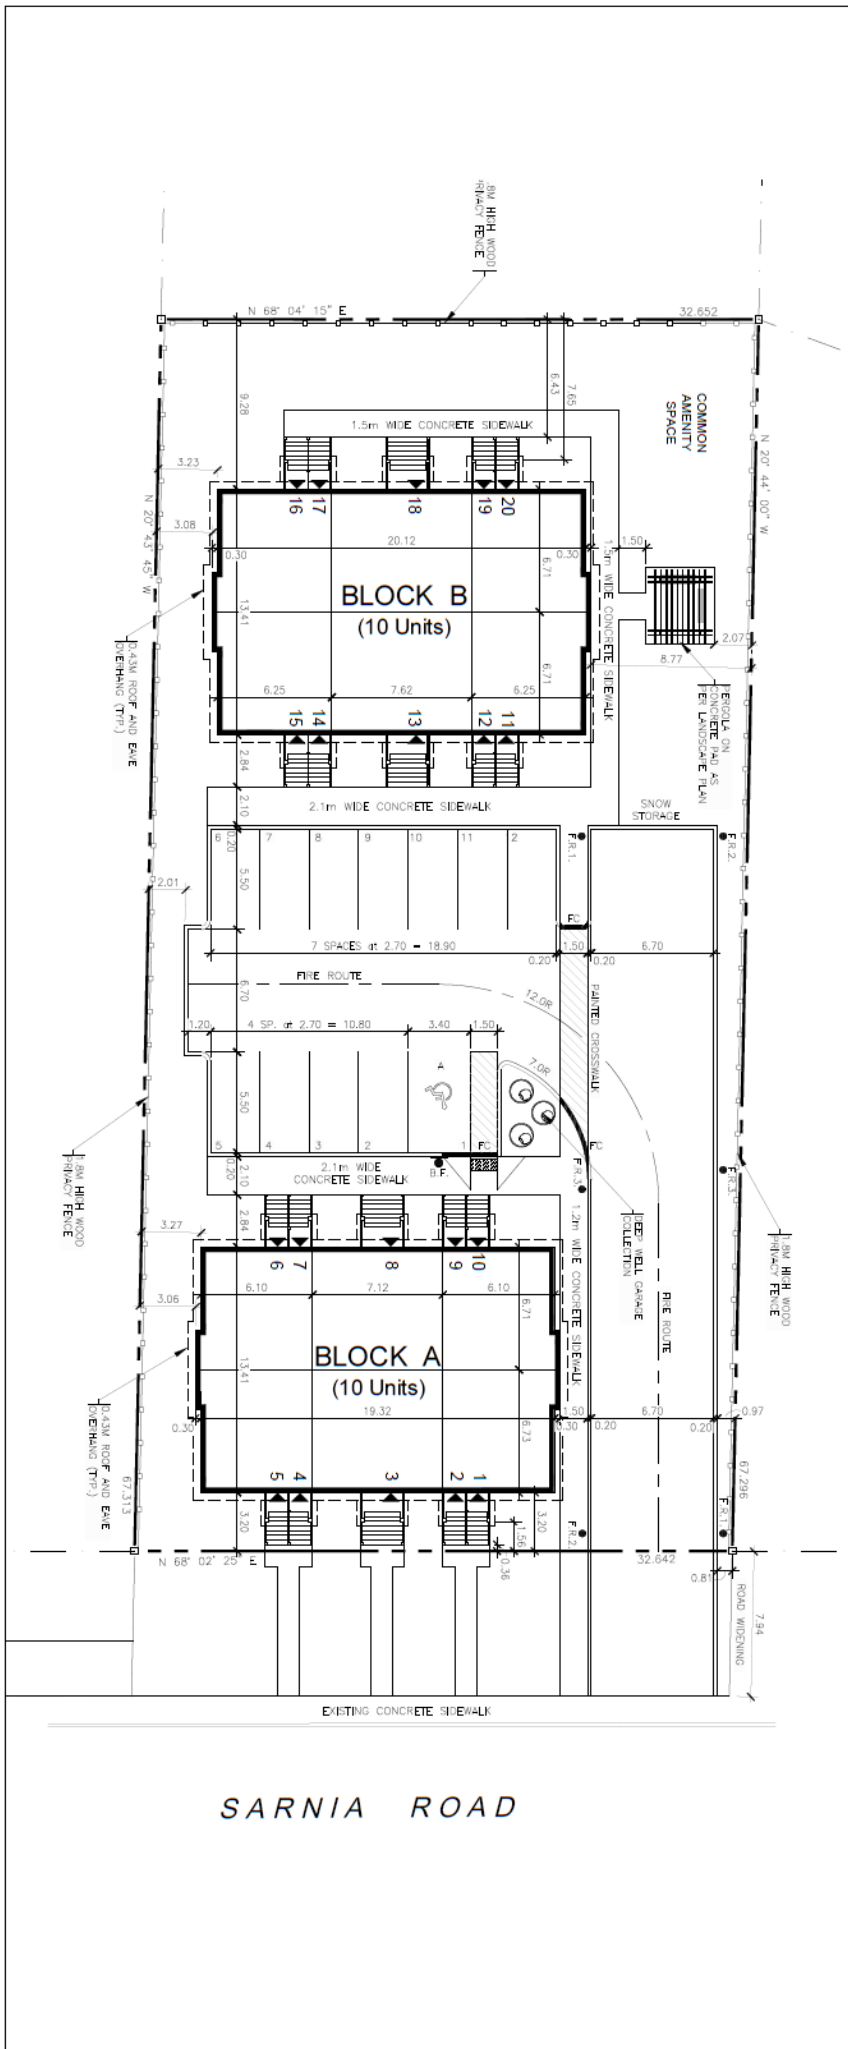 .8M HIGH WOOD
PRIVACY FENCE
N 68° 04' 15" E
32.652
9.28
6.43
7.65
COMMON
AMENITY
SPACE
N 20° 44' 00" W
1.5m WIDE CONCRETE SIDEWALK
3.23
16
17
18
19
20
N 20° 43' 45" W
3.08
0.30
20.12
0.30
6.71
1.50
1.5m WIDE CONCRETE SIDEWALK
BLOCK B
(10 Units)
13.41
2.07
8.77
6.71
0.43M ROOF AND EAVE
OVERHANG (TYP.)
6.25
7.62
6.25
PERGOLA ON
CONCRETE PAD AS
PER LANDSCAPE PLAN
15
14
13
12
11
2.84
2.10
2.1m WIDE CONCRETE SIDEWALK
SNOW
STORAGE
6
7
8
9
10
11
2
0.20
F.R.1.
F.R.2.
5.50
2.01
FC
7 SPACES at 2.70 = 18.90
1.50
6.70
0.20
0.20
FIRE ROUTE
6.70
12.0R
PAINTED CROSSWALK
1.20
4 SP. at 2.70 = 10.80
3.40
1.50
7.0R
A
5.50
5
4
3
2
1
FC
FC
0.20
2.10
2.1m WIDE
CONCRETE SIDEWALK
B.F.
F.R.3.
F.R.3.
1.8M HIGH WOOD
PRIVACY FENCE
DEEP WELL GARAGE
COLLECTION
1.8M HIGH WOOD
PRIVACY FENCE
2.84
3.27
6
7
8
9
10
1.2m WIDE CONCRETE SIDEWALK
FIRE ROUTE
6.10
7.12
6.10
3.06
6.71
BLOCK A
(10 Units)
13.41
19.32
1.50
6.70
0.97
0.30
0.30
0.20
0.20
6.73
0.43M ROOF AND EAVE
OVERHANG (TYP.)
67.313
67.296
5
4
3
2
1
3.20
3.20
1.56
F.R.2.
F.R.1.
N 68° 02' 25" E
0.36
32.642
0.81
ROAD WIDENING
7.94
EXISTING CONCRETE SIDEWALK
SARNIA ROAD